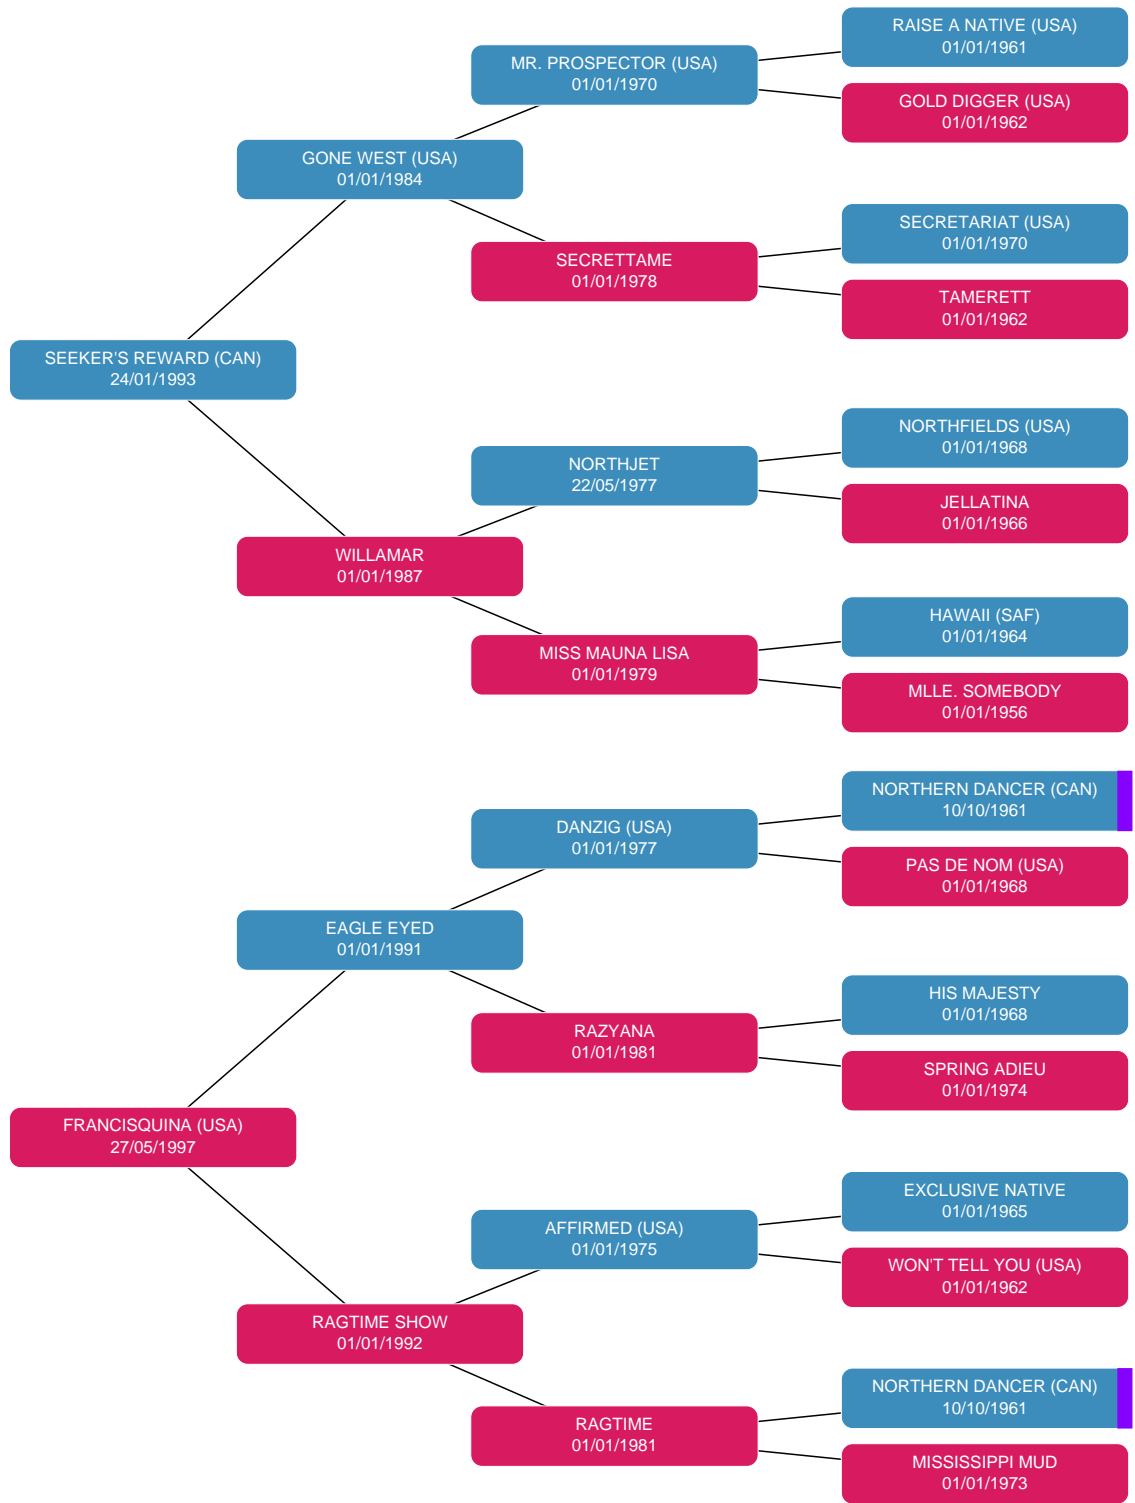 RAISE A NATIVE (USA)
01/01/1961
MR. PROSPECTOR (USA)
01/01/1970
GOLD DIGGER (USA)
01/01/1962
GONE WEST (USA)
01/01/1984
SECRETARIAT (USA)
01/01/1970
SECRETTAME
01/01/1978
TAMERETT
01/01/1962
SEEKER'S REWARD (CAN)
24/01/1993
NORTHFIELDS (USA)
01/01/1968
NORTHJET
22/05/1977
JELLATINA
01/01/1966
WILLAMAR
01/01/1987
HAWAII (SAF)
01/01/1964
MISS MAUNA LISA
01/01/1979
MLLE. SOMEBODY
01/01/1956
NORTHERN DANCER (CAN)
10/10/1961
DANZIG (USA)
01/01/1977
PAS DE NOM (USA)
01/01/1968
EAGLE EYED
01/01/1991
HIS MAJESTY
01/01/1968
RAZYANA
01/01/1981
SPRING ADIEU
01/01/1974
FRANCISQUINA (USA)
27/05/1997
EXCLUSIVE NATIVE
01/01/1965
AFFIRMED (USA)
01/01/1975
WON'T TELL YOU (USA)
01/01/1962
RAGTIME SHOW
01/01/1992
NORTHERN DANCER (CAN)
10/10/1961
RAGTIME
01/01/1981
MISSISSIPPI MUD
01/01/1973